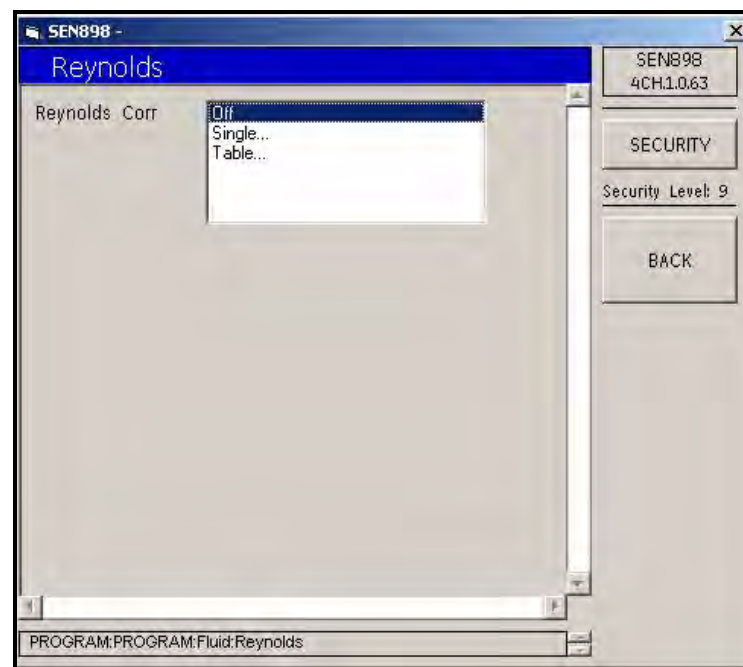 SEN898 -
Reynolds
Reynolds Corr
Off
Single...
Table...
SEN898
4CH.1.0.63
SECURITY
Security Level: 9
BACK
PROGRAM:PROGRAM:Fluid:Reynolds